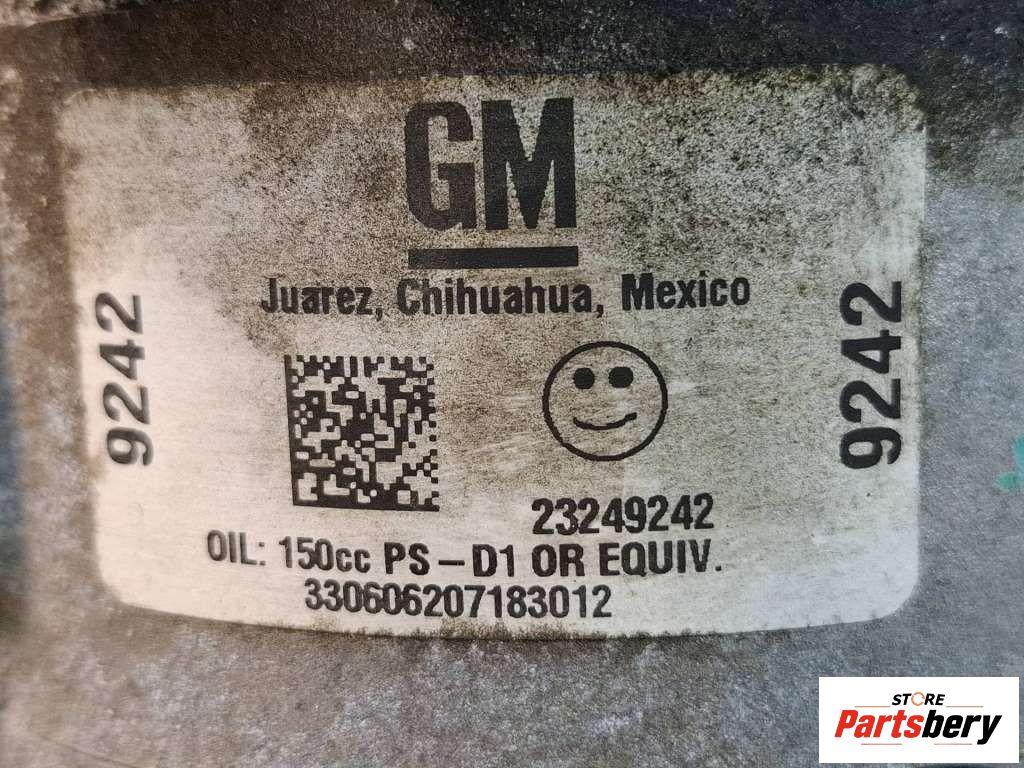 GM
Juarez, Chihuahua, Mexico
9242
9242
23249242
OIL: 150cc PS-D1 OR EQUIV.
330606207183012
STORE
Partsbery